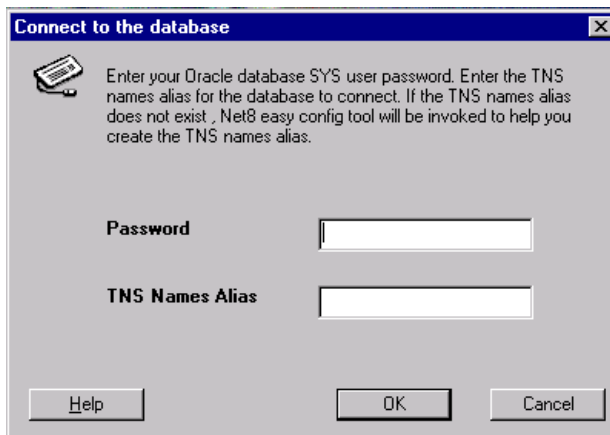 Connect to the database
Enter your Oracle database SYS user password. Enter the TNS
names alias for the database to connect. If the TNS names alias
does not exist , Net8 easy config tool will be invoked to help you
create the TNS names alias.
Password
TNS Names Alias
Help
OK
Cancel